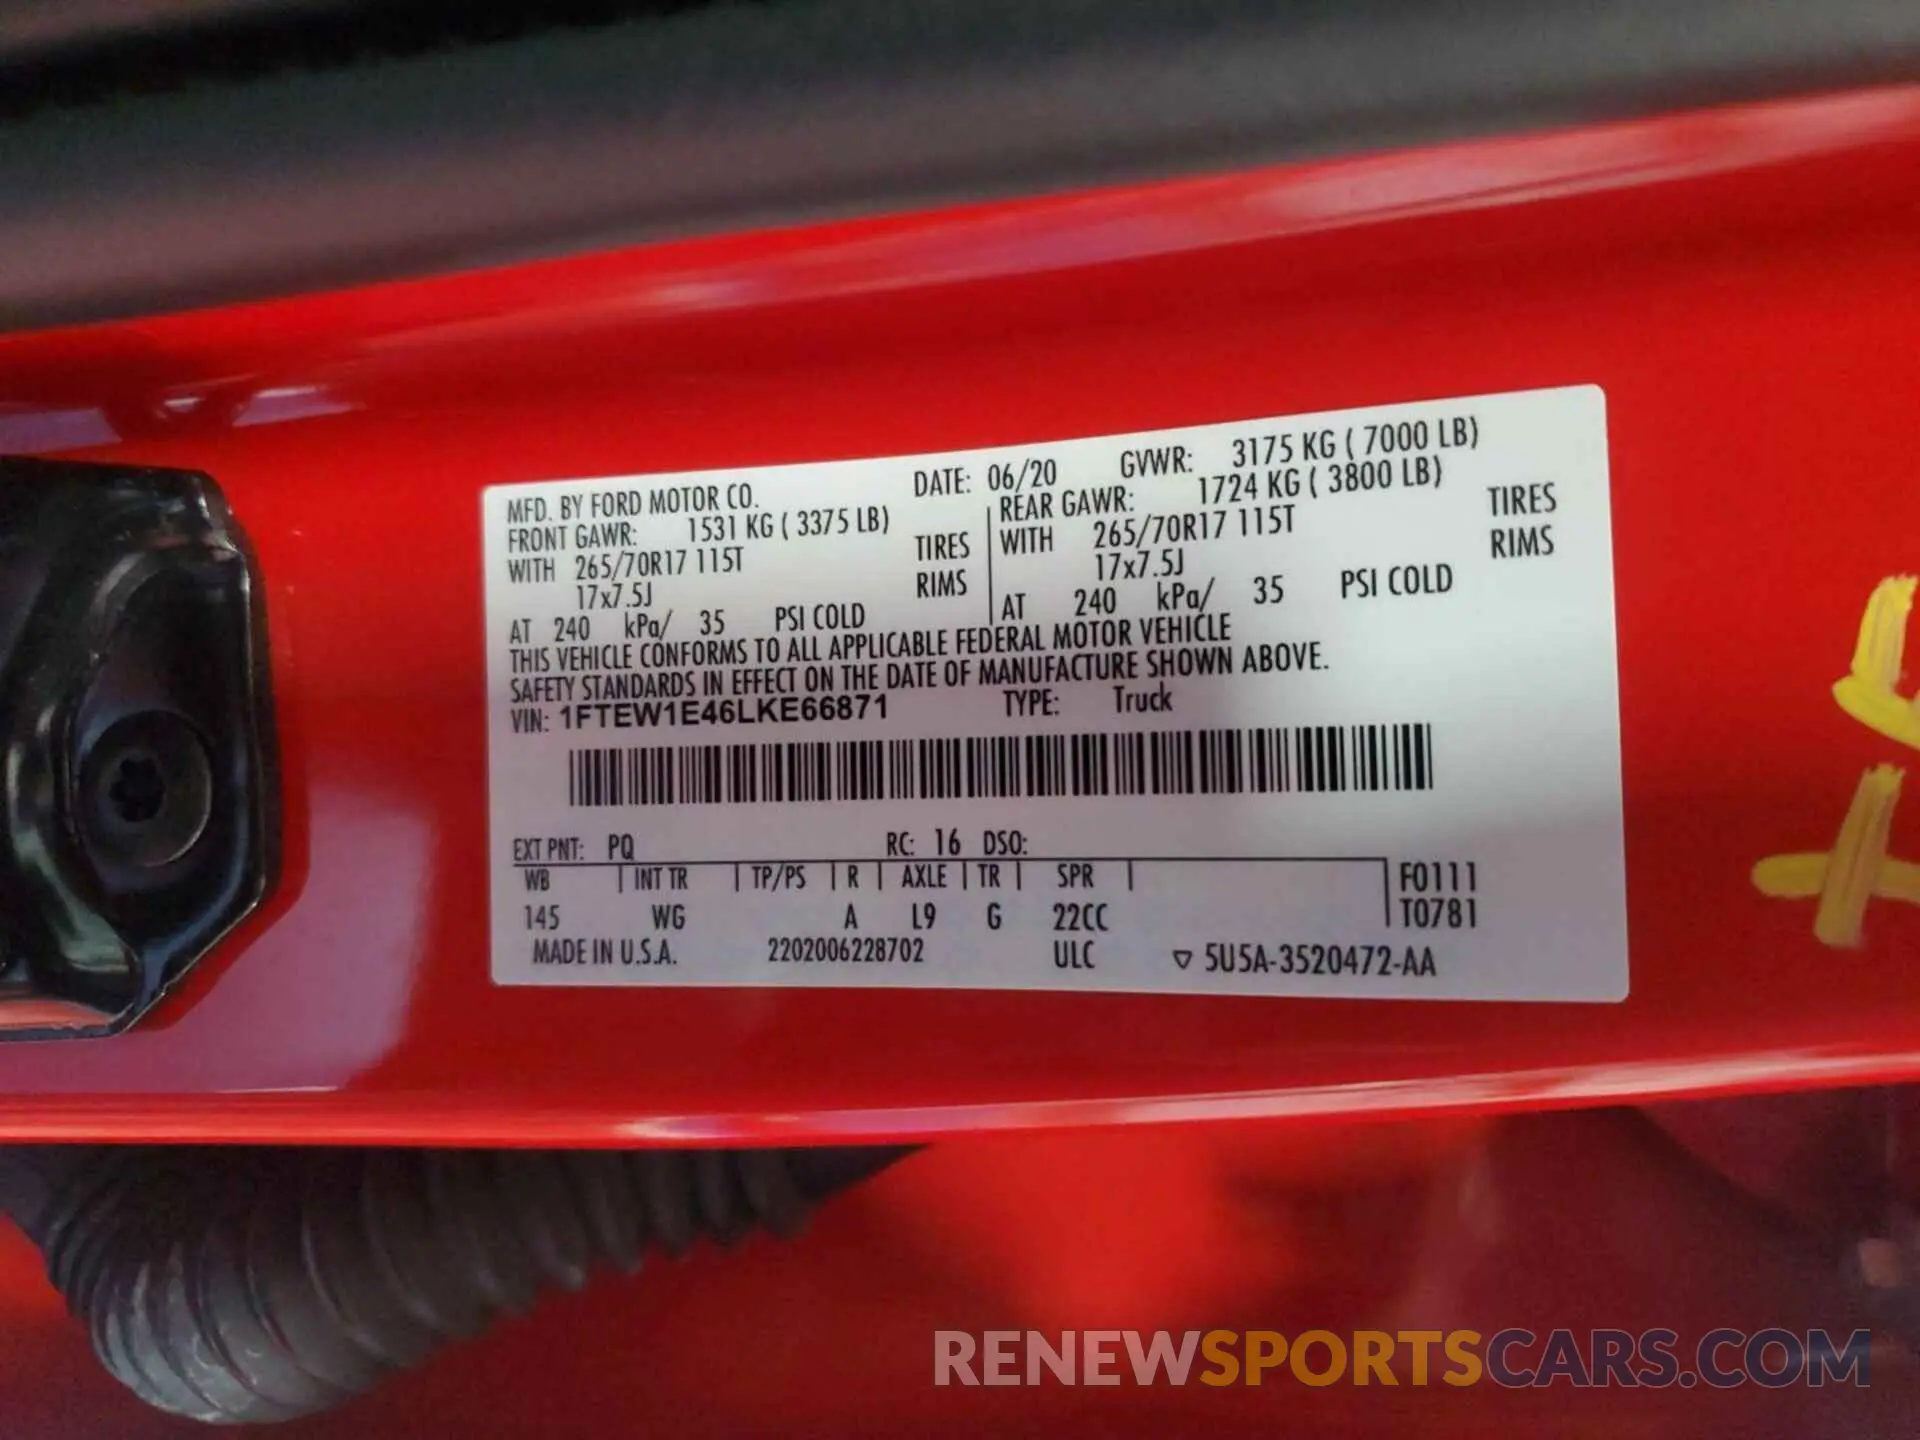 MFD. BY FORD MOTOR CO. DATE: 06/20 GVWR: 3175 KG ( 7000 LB)
FRONT GAWR: 1531 KG ( 3375 LB) REAR GAWR: 1724 KG ( 3800 LB)
WITH 265/70R17 115T TIRES WITH 265/70R17 115T TIRES
17x7.5J RIMS 17x7.5J RIMS
AT 240 kPa/ 35 PSI COLD AT 240 kPa/ 35 PSI COLD
THIS VEHICLE CONFORMS TO ALL APPLICABLE FEDERAL MOTOR VEHICLE
SAFETY STANDARDS IN EFFECT ON THE DATE OF MANUFACTURE SHOWN ABOVE.
VIN: 1FTEW1E46LKE66871 TYPE: Truck
EXT PNT: PQ RC: 16 DSO:
WB INT TR TP/PS R AXLE TR SPR F0111
145 WG A L9 G 22CC T0781
MADE IN U.S.A. 2202006228702 ULC ▽ 5U5A-3520472-AA
RENEWSPORTSCARS.COM